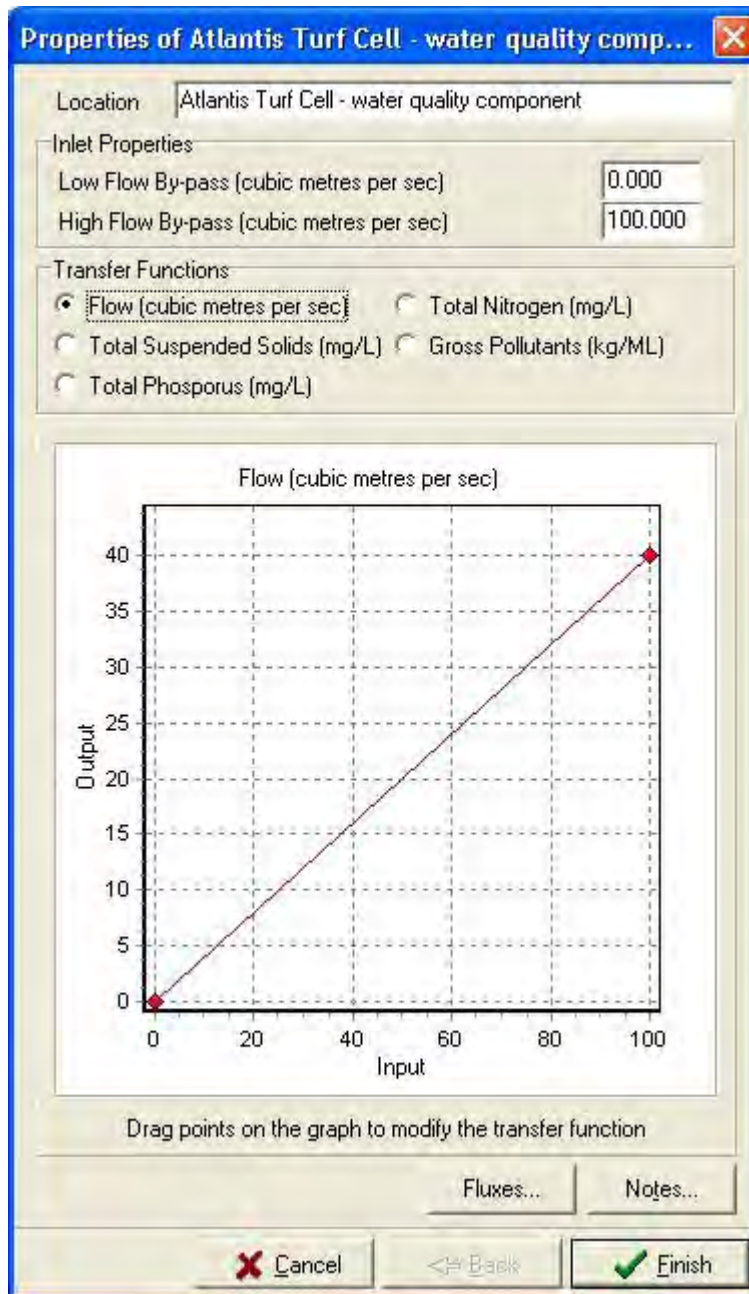 Properties of Atlantis Turf Cell - water quality comp...
Location Atlantis Turf Cell - water quality component
Inlet Properties
Low Flow By-pass (cubic metres per sec) 0.000
High Flow By-pass (cubic metres per sec) 100.000
Transfer Functions
Flow (cubic metres per sec) Total Nitrogen (mg/L)
Total Suspended Solids (mg/L) Gross Pollutants (kg/ML)
Total Phosporus (mg/L)
Flow (cubic metres per sec)
40
35
30
25
20
15
10
5
0
Output
0 20 40 60 80 100
Input
Drag points on the graph to modify the transfer function
Fluxes... Notes...
Cancel Back Finish